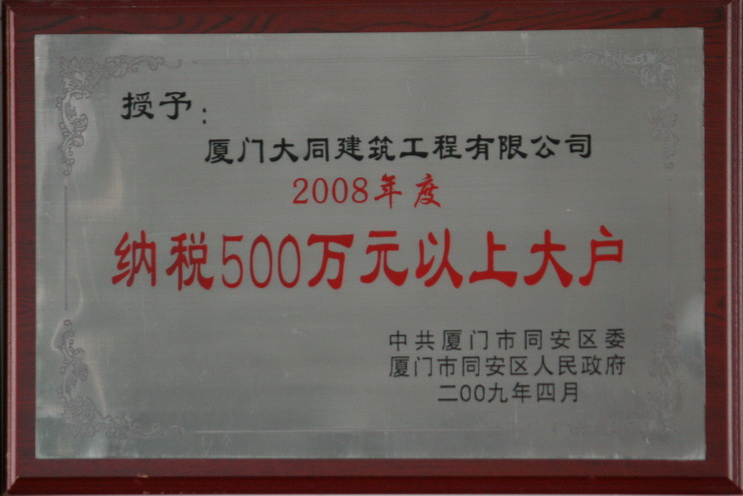 授予：
厦门大同建筑工程有限公司
2008年度
纳税500万元以上大户
中共厦门市同安区委
厦门市同安区人民政府
二00九年四月